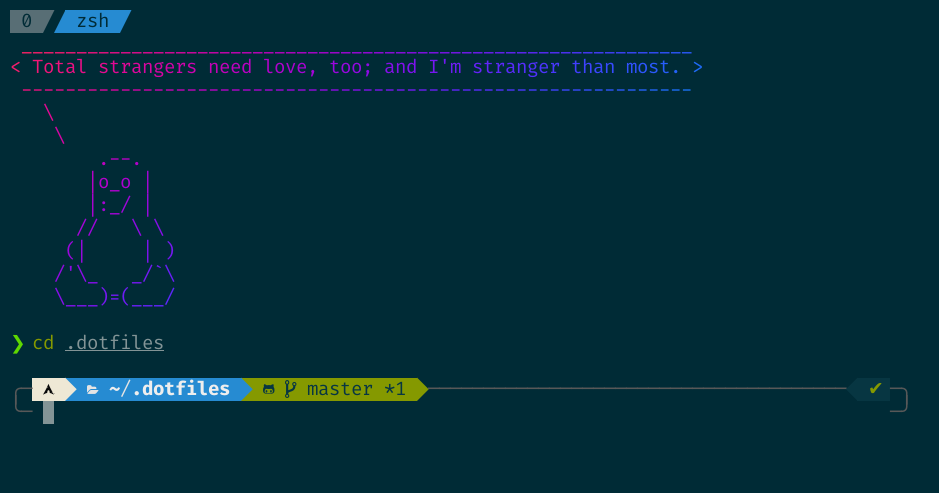 0 zsh
 _____________________________________________________________
< Total strangers need love, too; and I'm stranger than most. >
 -------------------------------------------------------------
   \
    \
        .--.
       |o_o |
       |:_/ |
      //   \ \
     (|     | )
    /'\_   _/`\
    \___)=(___/
❯ cd .dotfiles
~/.dotfiles master *1 ✔